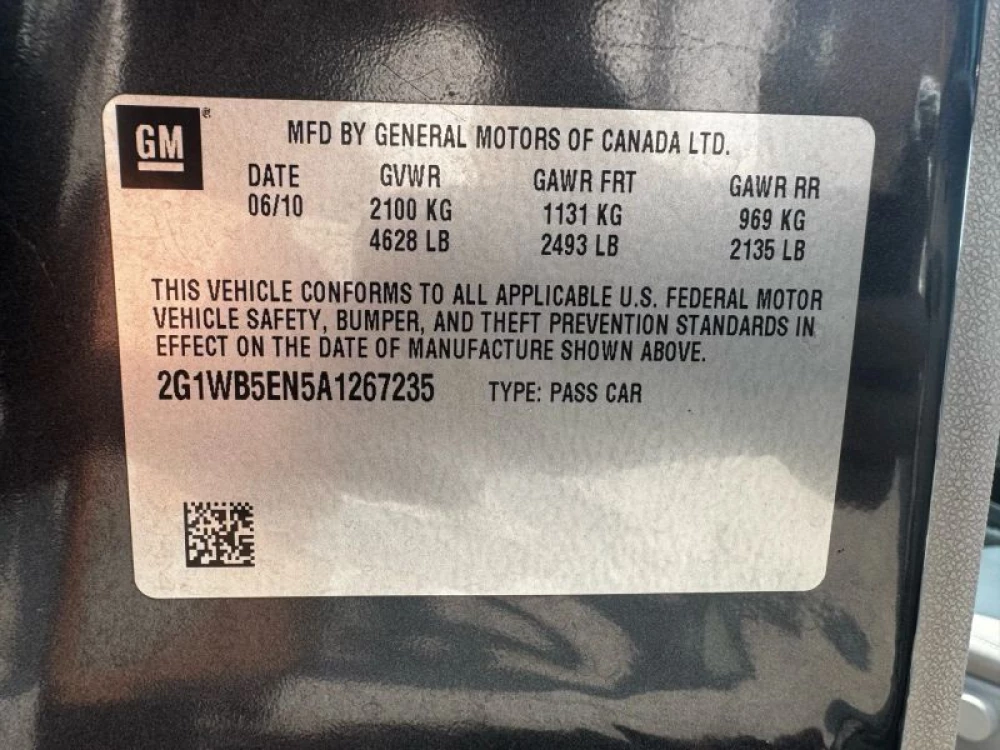 GM ®
MFD BY GENERAL MOTORS OF CANADA LTD.
DATE GVWR GAWR FRT GAWR RR
06/10 2100 KG 1131 KG 969 KG
4628 LB 2493 LB 2135 LB
THIS VEHICLE CONFORMS TO ALL APPLICABLE U.S. FEDERAL MOTOR
VEHICLE SAFETY, BUMPER, AND THEFT PREVENTION STANDARDS IN
EFFECT ON THE DATE OF MANUFACTURE SHOWN ABOVE.
2G1WB5EN5A1267235 TYPE: PASS CAR